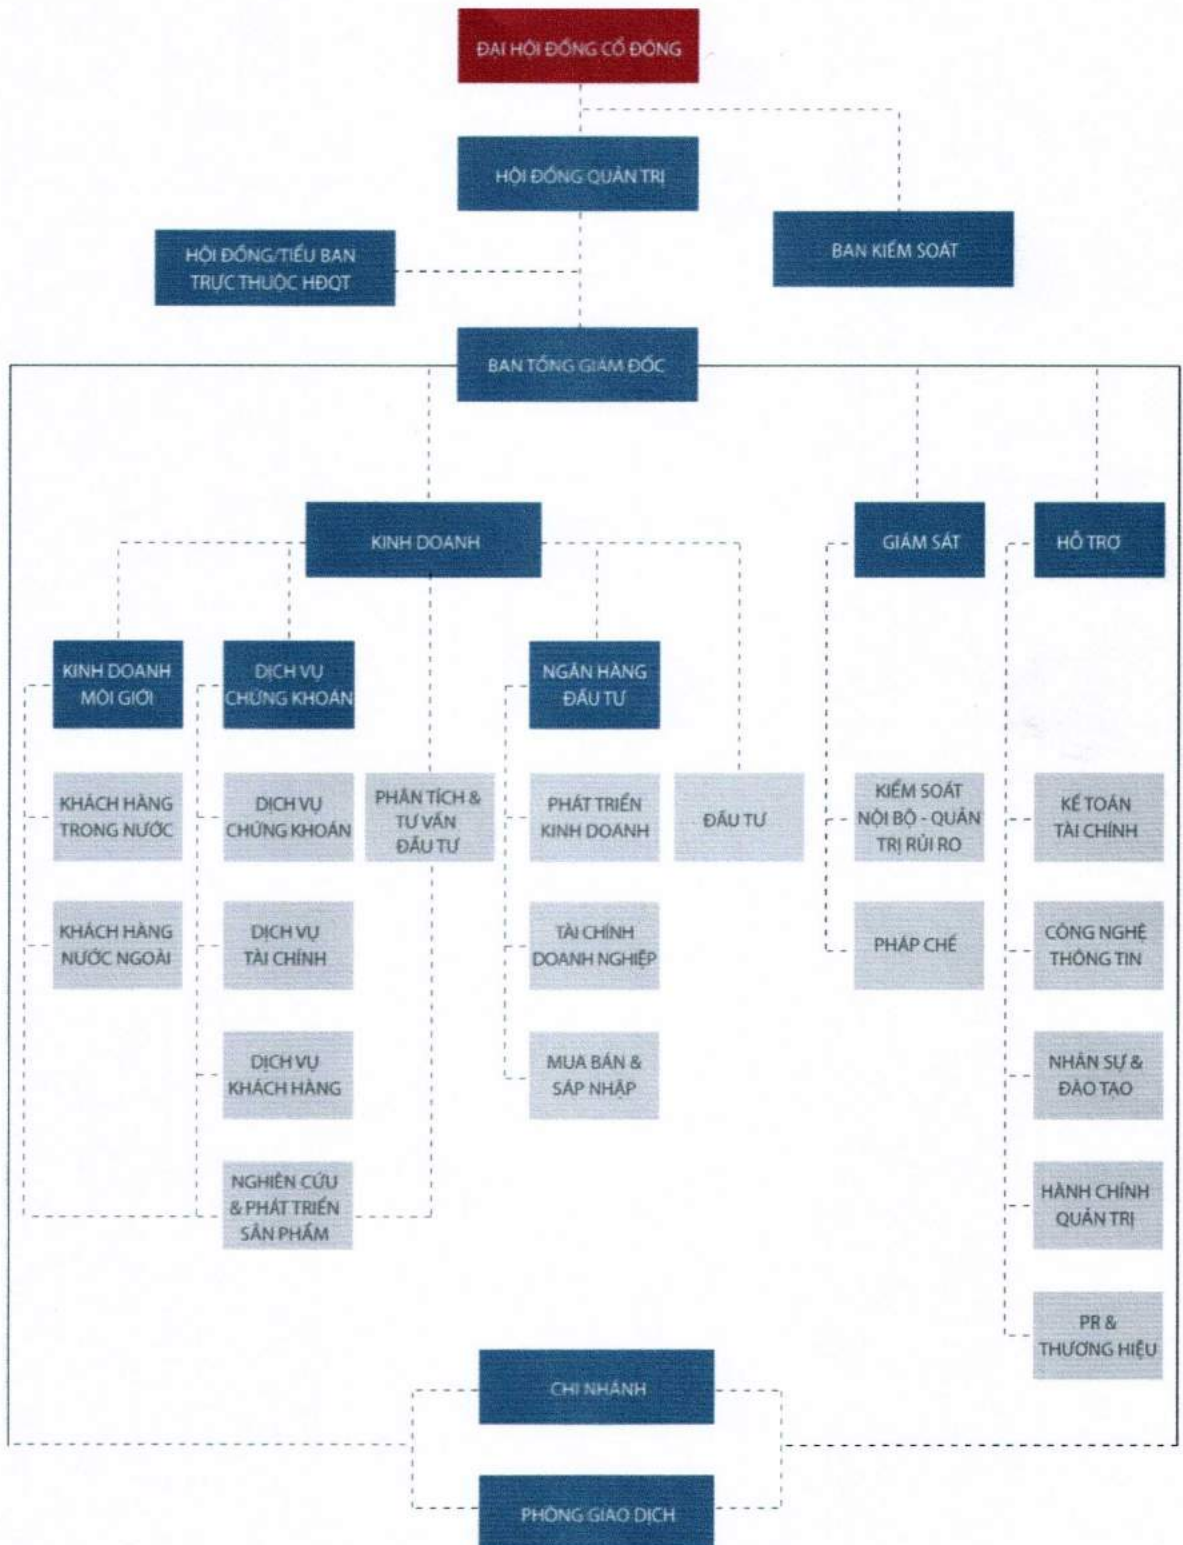 ĐẠI HỘI ĐỒNG CỔ ĐÔNG
HỘI ĐỒNG QUẢN TRỊ
BAN KIỂM SOÁT
HỘI ĐỒNG/TIỂU BAN
TRỰC THUỘC HĐQT
BAN TỔNG GIÁM ĐỐC
KINH DOANH
GIÁM SÁT
HỖ TRỢ
KINH DOANH
MÔI GIỚI
DỊCH VỤ
CHỨNG KHOÁN
NGÂN HÀNG
ĐẦU TƯ
KHÁCH HÀNG
TRONG NƯỚC
DỊCH VỤ
CHỨNG KHOÁN
PHÂN TÍCH &
TƯ VẤN
ĐẦU TƯ
PHÁT TRIỂN
KINH DOANH
ĐẦU TƯ
KIỂM SOÁT
NỘI BỘ - QUẢN
TRỊ RỦI RO
KẾ TOÁN
TÀI CHÍNH
KHÁCH HÀNG
NƯỚC NGOÀI
DỊCH VỤ
TÀI CHÍNH
TÀI CHÍNH
DOANH NGHIỆP
PHÁP CHẾ
CÔNG NGHỆ
THÔNG TIN
DỊCH VỤ
KHÁCH HÀNG
MUA BÁN &
SÁP NHẬP
NHÂN SỰ &
ĐÀO TẠO
NGHIÊN CỨU
& PHÁT TRIỂN
SẢN PHẨM
HÀNH CHÍNH
QUẢN TRỊ
PR &
THƯƠNG HIỆU
CHI NHÁNH
PHÒNG GIAO DỊCH